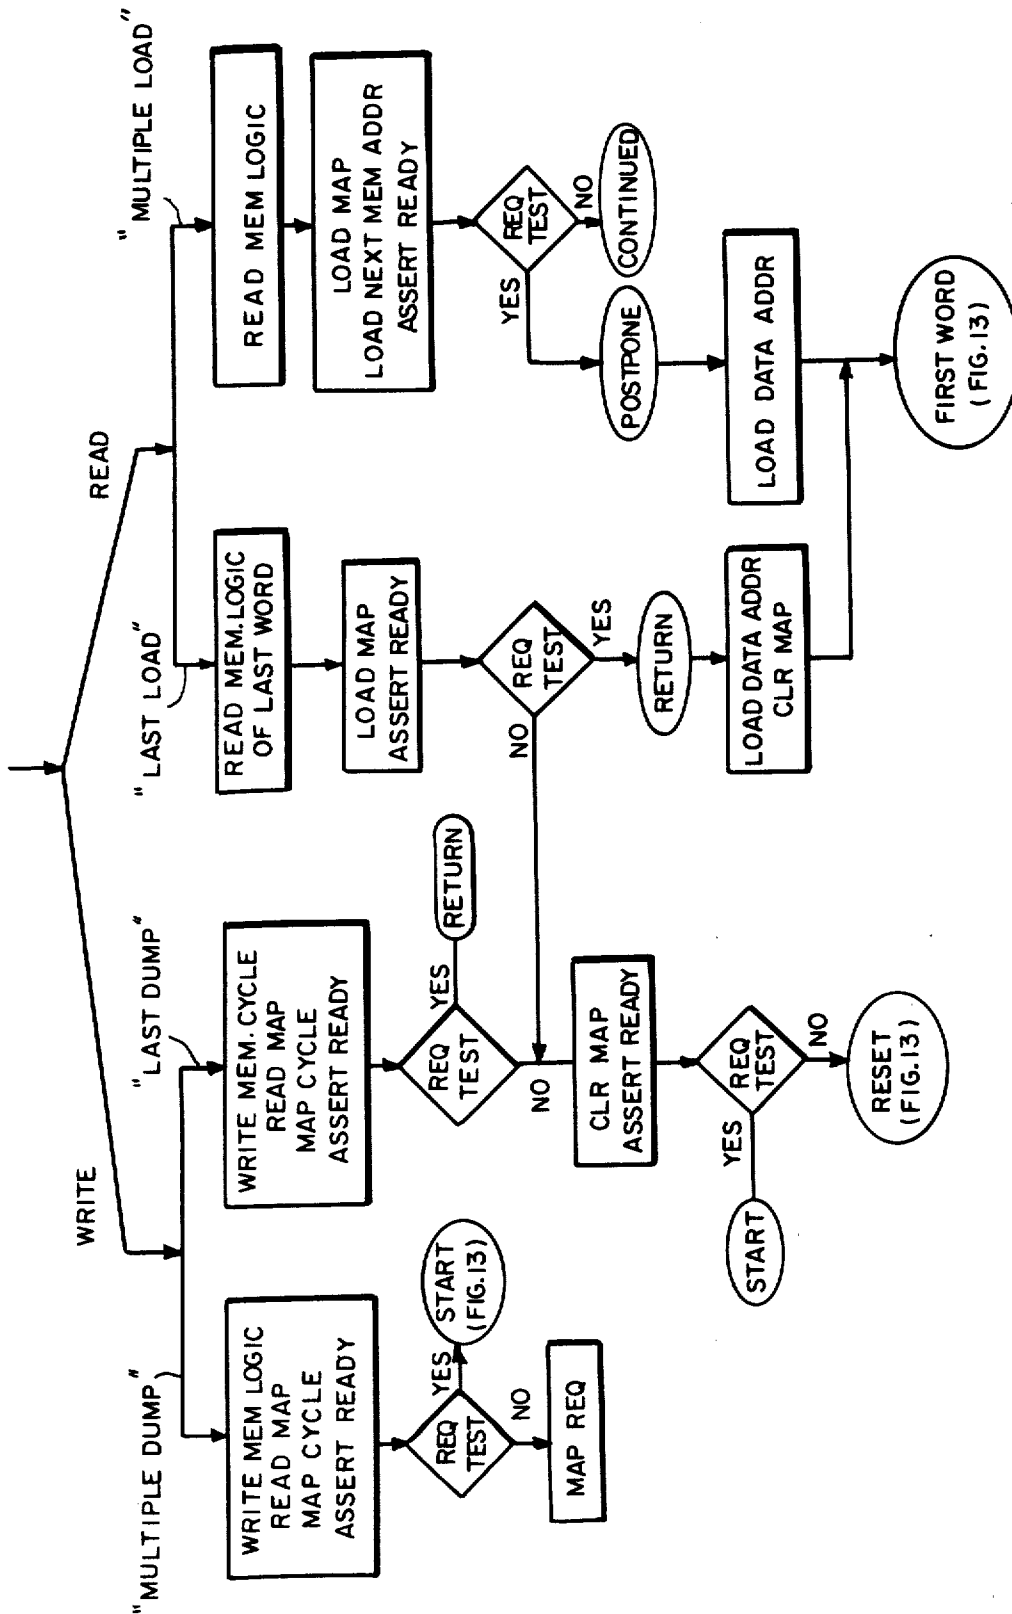 WRITE
READ
"MULTIPLE DUMP"
"LAST DUMP"
"LAST LOAD"
"MULTIPLE LOAD"
WRITE MEM LOGIC
READ MAP
MAP CYCLE
ASSERT READY
WRITE MEM. CYCLE
READ MAP
MAP CYCLE
ASSERT READY
READ MEM. LOGIC
OF LAST WORD
READ MEM LOGIC
LOAD MAP
ASSERT READY
LOAD MAP
LOAD NEXT MEM ADDR
ASSERT READY
REQ
TEST
YES
START
(FIG.13)
NO
MAP REQ
REQ
TEST
YES
RETURN
NO
REQ
TEST
NO
YES
RETURN
REQ
TEST
YES
NO
POSTPONE
CONTINUED
CLR MAP
ASSERT READY
LOAD DATA ADDR
CLR MAP
LOAD DATA ADDR
REQ
TEST
YES
START
NO
RESET
(FIG.13)
FIRST WORD
(FIG.13)